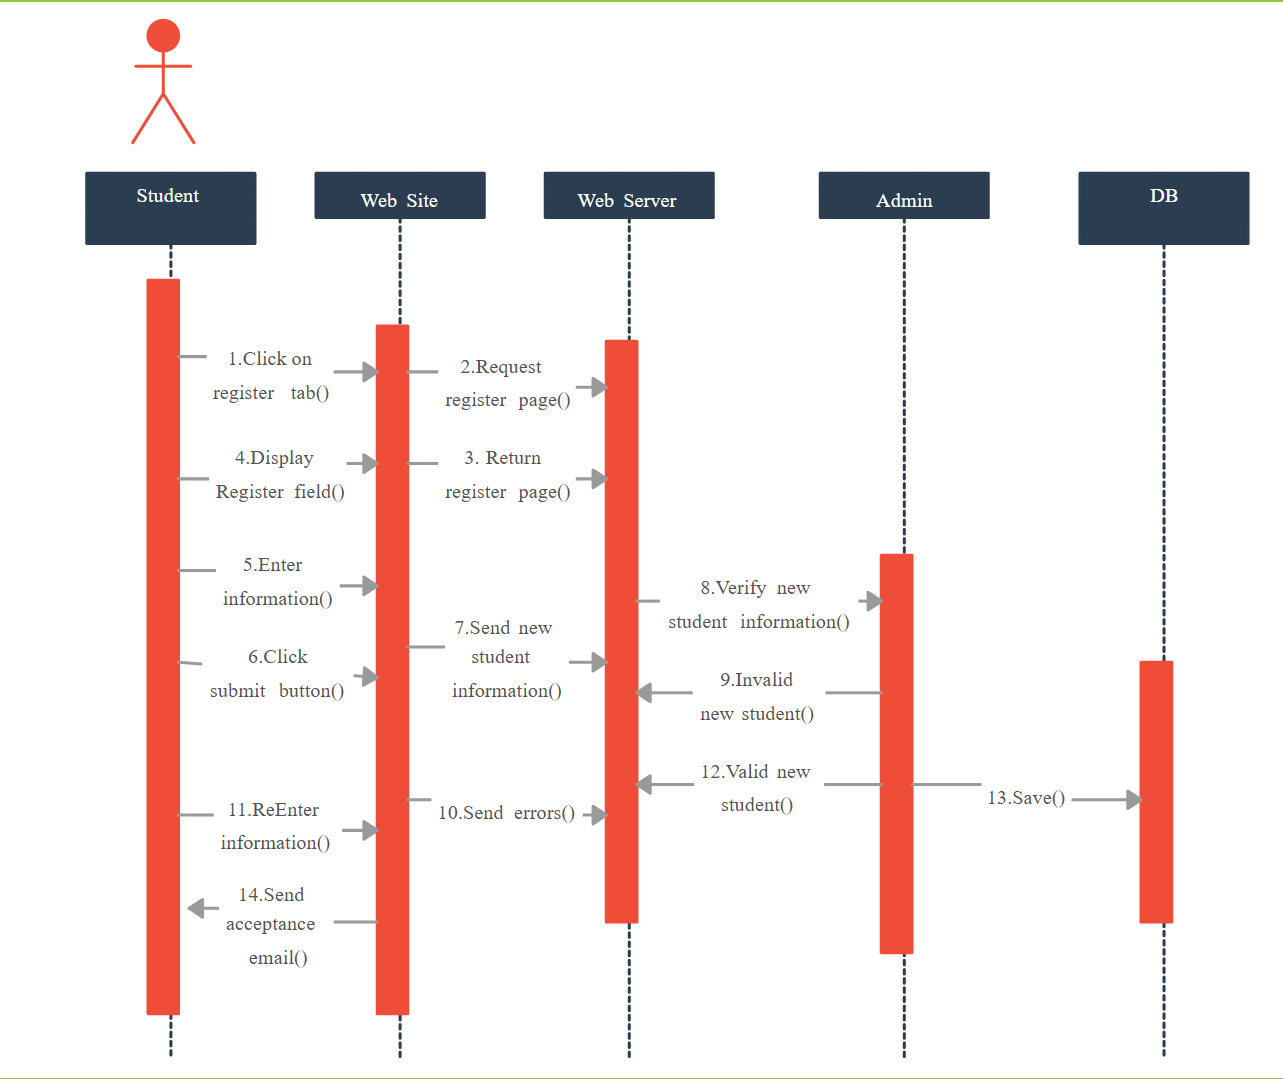 Student
Web Site
Web Server
Admin
DB
1.Click on
register tab()
2.Request
register page()
4.Display
Register field()
3. Return
register page()
5.Enter
information()
8.Verify new
student information()
6.Click
submit button()
7.Send new
student
information()
9.Invalid
new student()
12.Valid new
student()
13.Save()
11.ReEnter
information()
10.Send errors()
14.Send
acceptance
email()